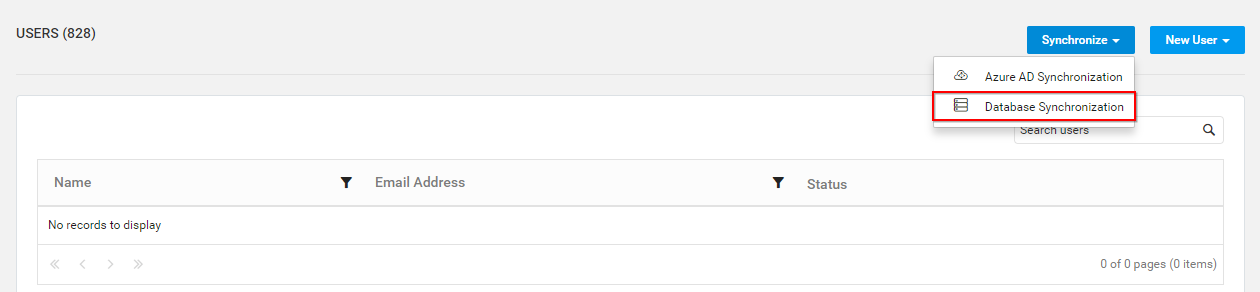 USERS (828)
Synchronize
New User
Azure AD Synchronization
Database Synchronization
Search users
Name
Email Address
Status
No records to display
0 of 0 pages (0 items)